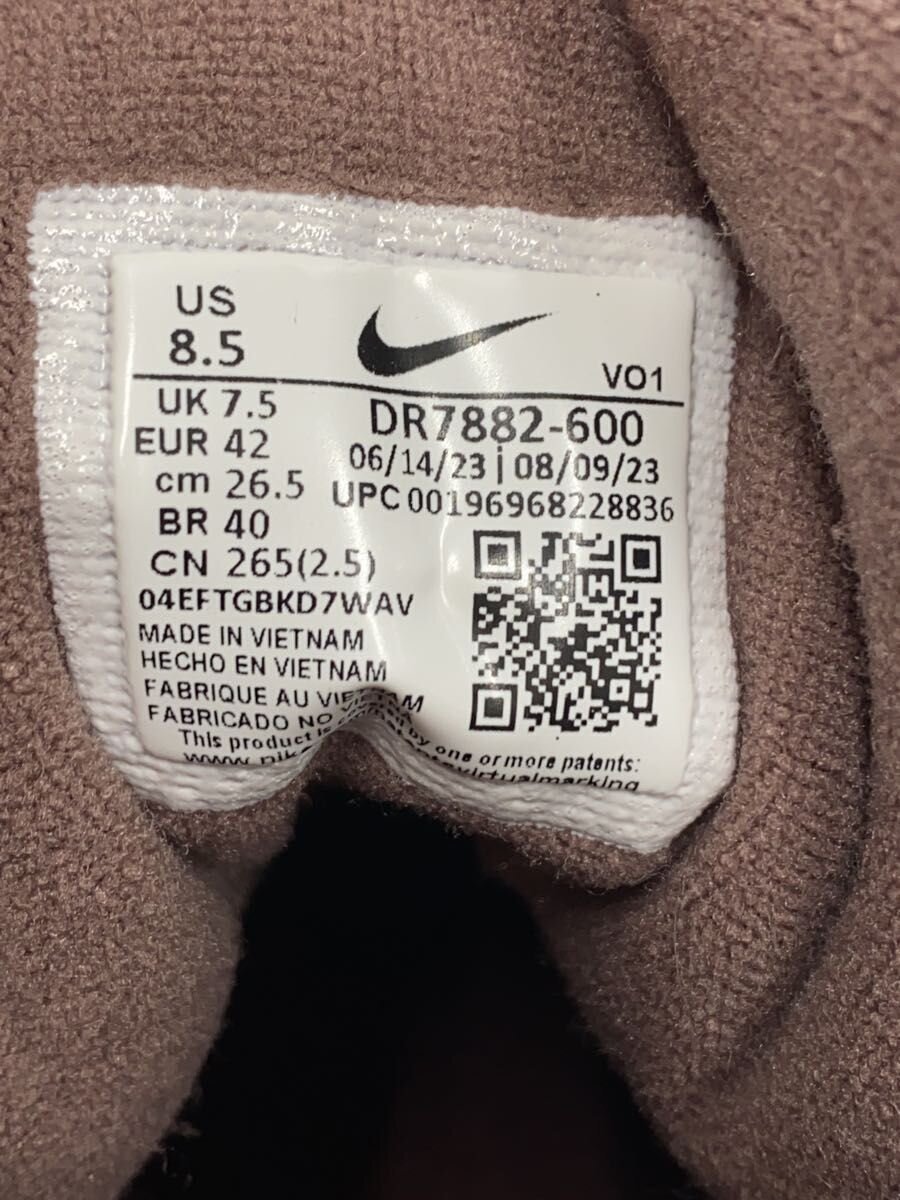 US
8.5
VO1
UK 7.5
EUR 42
cm 26.5
BR 40
CN 265(2.5)
DR7882-600
06/14/23 | 08/09/23
UPC 00196968228836
04EFTGBKD7WAV
MADE IN VIETNAM
HECHO EN VIETNAM
FABRIQUE AU
FABRICADO NO
This product is by one or more patents: